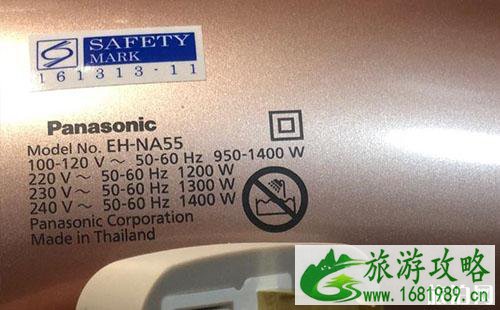 SAFETY
MARK
161313-11
Panasonic
Model No. EH-NA55
100-120 V ~ 50-60 Hz 950-1400 W
220 V ~ 50-60 Hz 1200 W
230 V ~ 50-60 Hz 1300 W
240 V ~ 50-60 Hz 1400 W
Panasonic Corporation
Made in Thailand
旅游攻略
www.1681989.cn